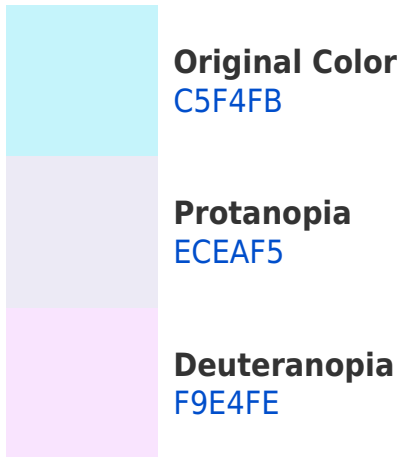 Original Color
C5F4FB
Protanopia
ECEAF5
Deuteranopia
F9E4FE